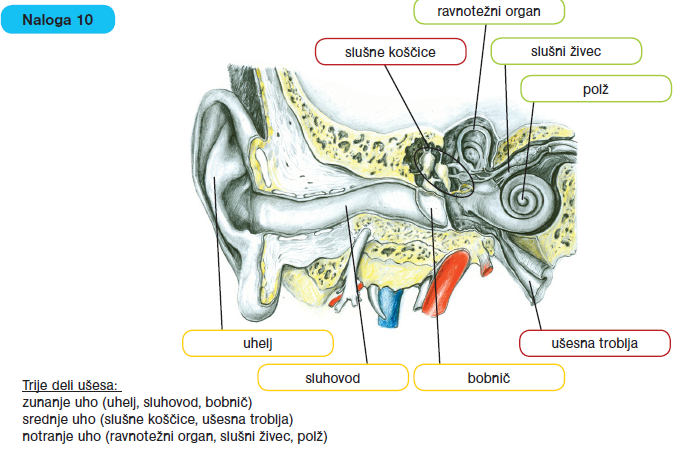 Naloga 10
ravnotežni organ
slušne koščice
slušni živec
polž
uhelj
ušesna troblja
sluhovod
bobnič
Trije deli ušesa:
zunanje uho (uhelj, sluhovod, bobnič)
srednje uho (slušne koščice, ušesna troblja)
notranje uho (ravnotežni organ, slušni živec, polž)